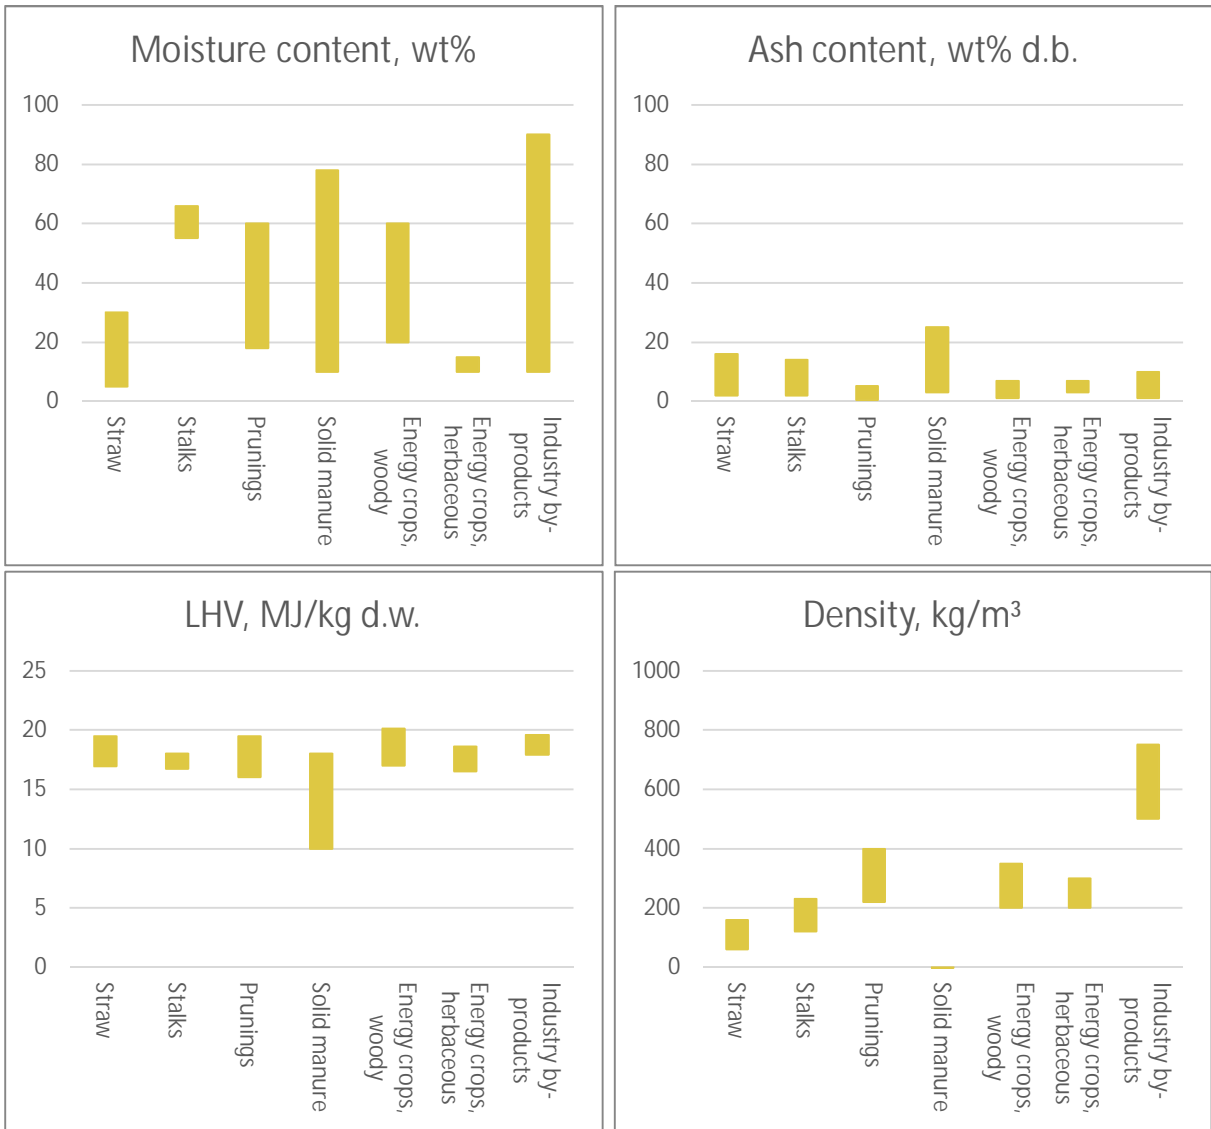 Moisture content, wt%
100
80
60
40
20
0
Straw
Stalks
Prunings
Solid manure
Energy crops,
woody
Energy crops,
herbaceous
Industry by-
products
Ash content, wt% d.b.
100
80
60
40
20
0
Straw
Stalks
Prunings
Solid manure
Energy crops,
woody
Energy crops,
herbaceous
Industry by-
products
LHV, MJ/kg d.w.
25
20
15
10
5
0
Straw
Stalks
Prunings
Solid manure
Energy crops,
woody
Energy crops,
herbaceous
Industry by-
products
Density, kg/m³
1000
800
600
400
200
0
Straw
Stalks
Prunings
Solid manure
Energy crops,
woody
Energy crops,
herbaceous
Industry by-
products